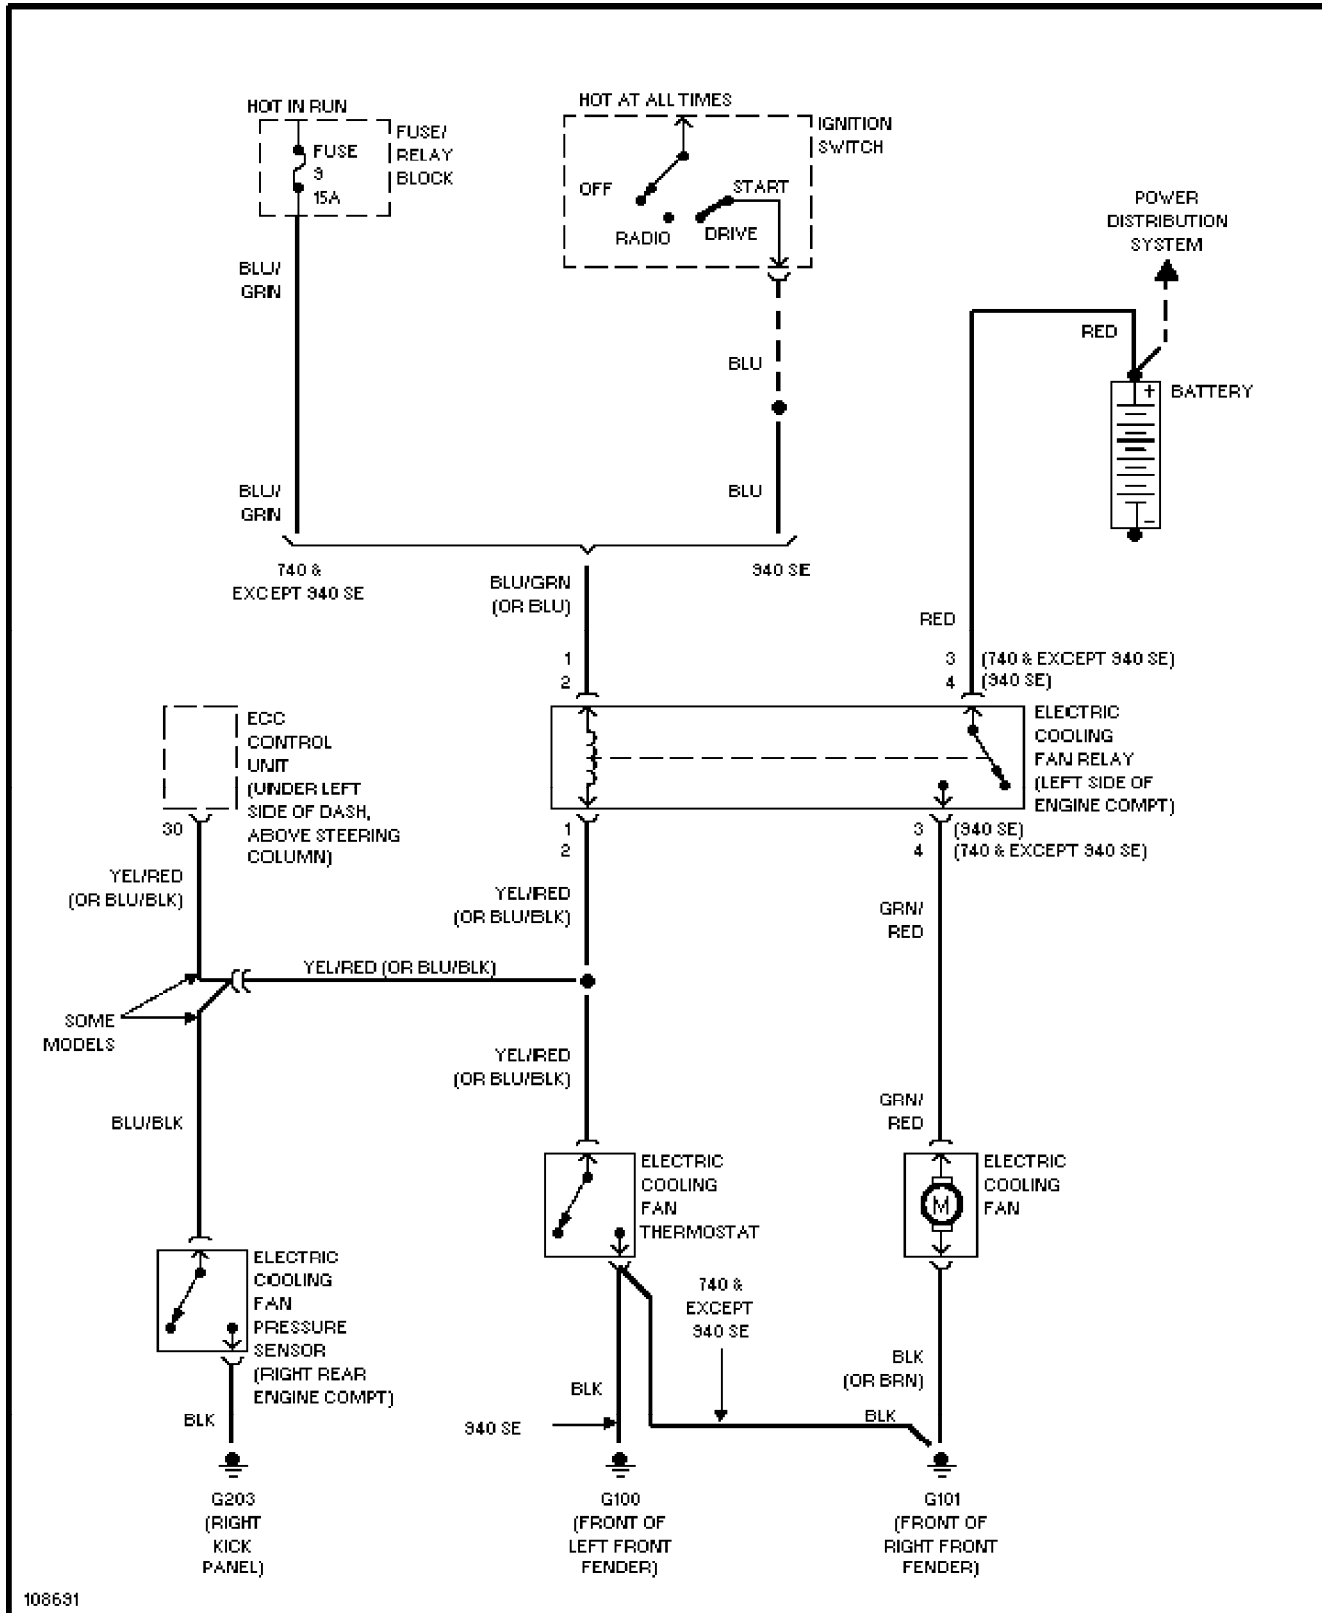 HOT IN RUN
FUSE
9
15A
FUSE/
RELAY
BLOCK
HOT AT ALL TIMES
IGNITION
SWITCH
OFF
START
RADIO
DRIVE
POWER
DISTRIBUTION
SYSTEM
BLU/
GRN
BLU
RED
+
BATTERY
-
BLU/
GRN
BLU
740 &
EXCEPT 940 SE
940 SE
BLU/GRN
(OR BLU)
RED
1
2
3 (740 & EXCEPT 940 SE)
4 (940 SE)
ECC
CONTROL
UNIT
(UNDER LEFT
SIDE OF DASH,
ABOVE STEERING
COLUMN)
ELECTRIC
COOLING
FAN RELAY
(LEFT SIDE OF
ENGINE COMPT)
30
1
2
3 (940 SE)
4 (740 & EXCEPT 940 SE)
YEL/RED
(OR BLU/BLK)
YEL/RED
(OR BLU/BLK)
GRN/
RED
YEL/RED (OR BLU/BLK)
SOME
MODELS
YEL/RED
(OR BLU/BLK)
BLU/BLK
GRN/
RED
ELECTRIC
COOLING
FAN
THERMOSTAT
M
ELECTRIC
COOLING
FAN
ELECTRIC
COOLING
FAN
PRESSURE
SENSOR
(RIGHT REAR
ENGINE COMPT)
740 &
EXCEPT
940 SE
BLK
(OR BRN)
BLK
BLK
BLK
940 SE
G203
(RIGHT
KICK
PANEL)
G100
(FRONT OF
LEFT FRONT
FENDER)
G101
(FRONT OF
RIGHT FRONT
FENDER)
108691